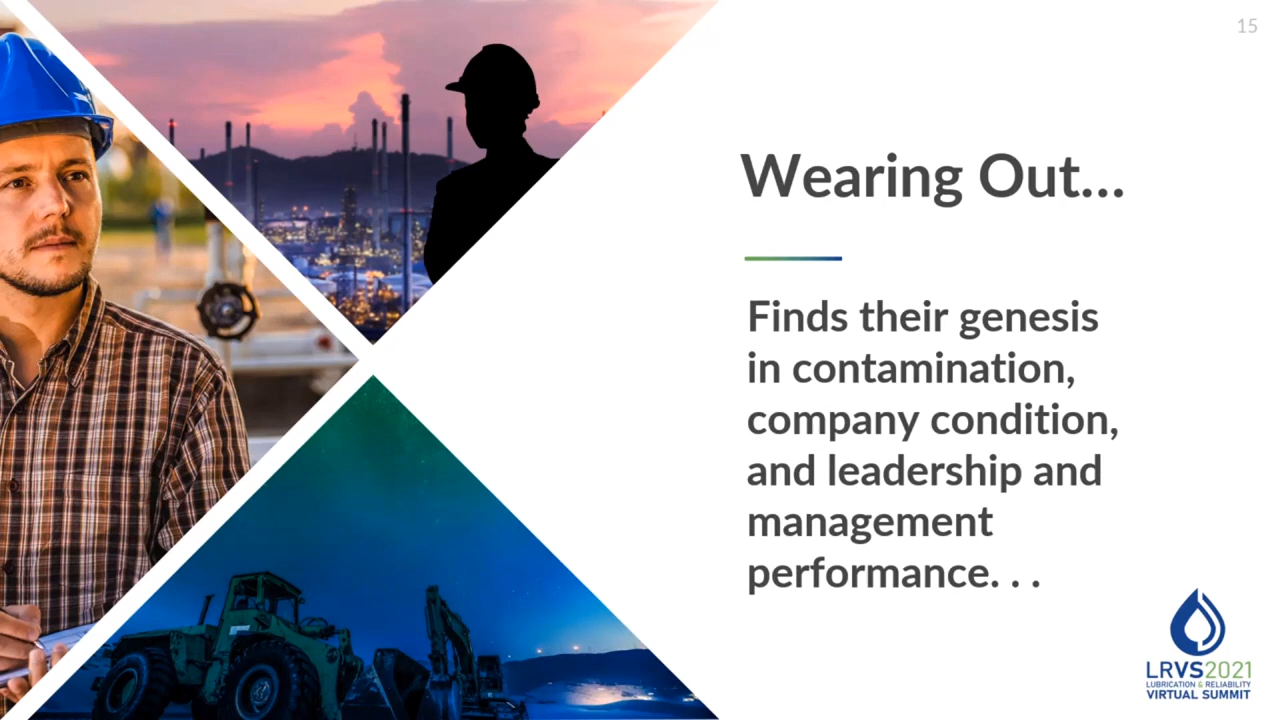 15
Wearing Out...
Finds their genesis
in contamination,
company condition,
and leadership and
management
performance. . .
LRVS2021
LUBRICATION & RELIABILITY
VIRTUAL SUMMIT